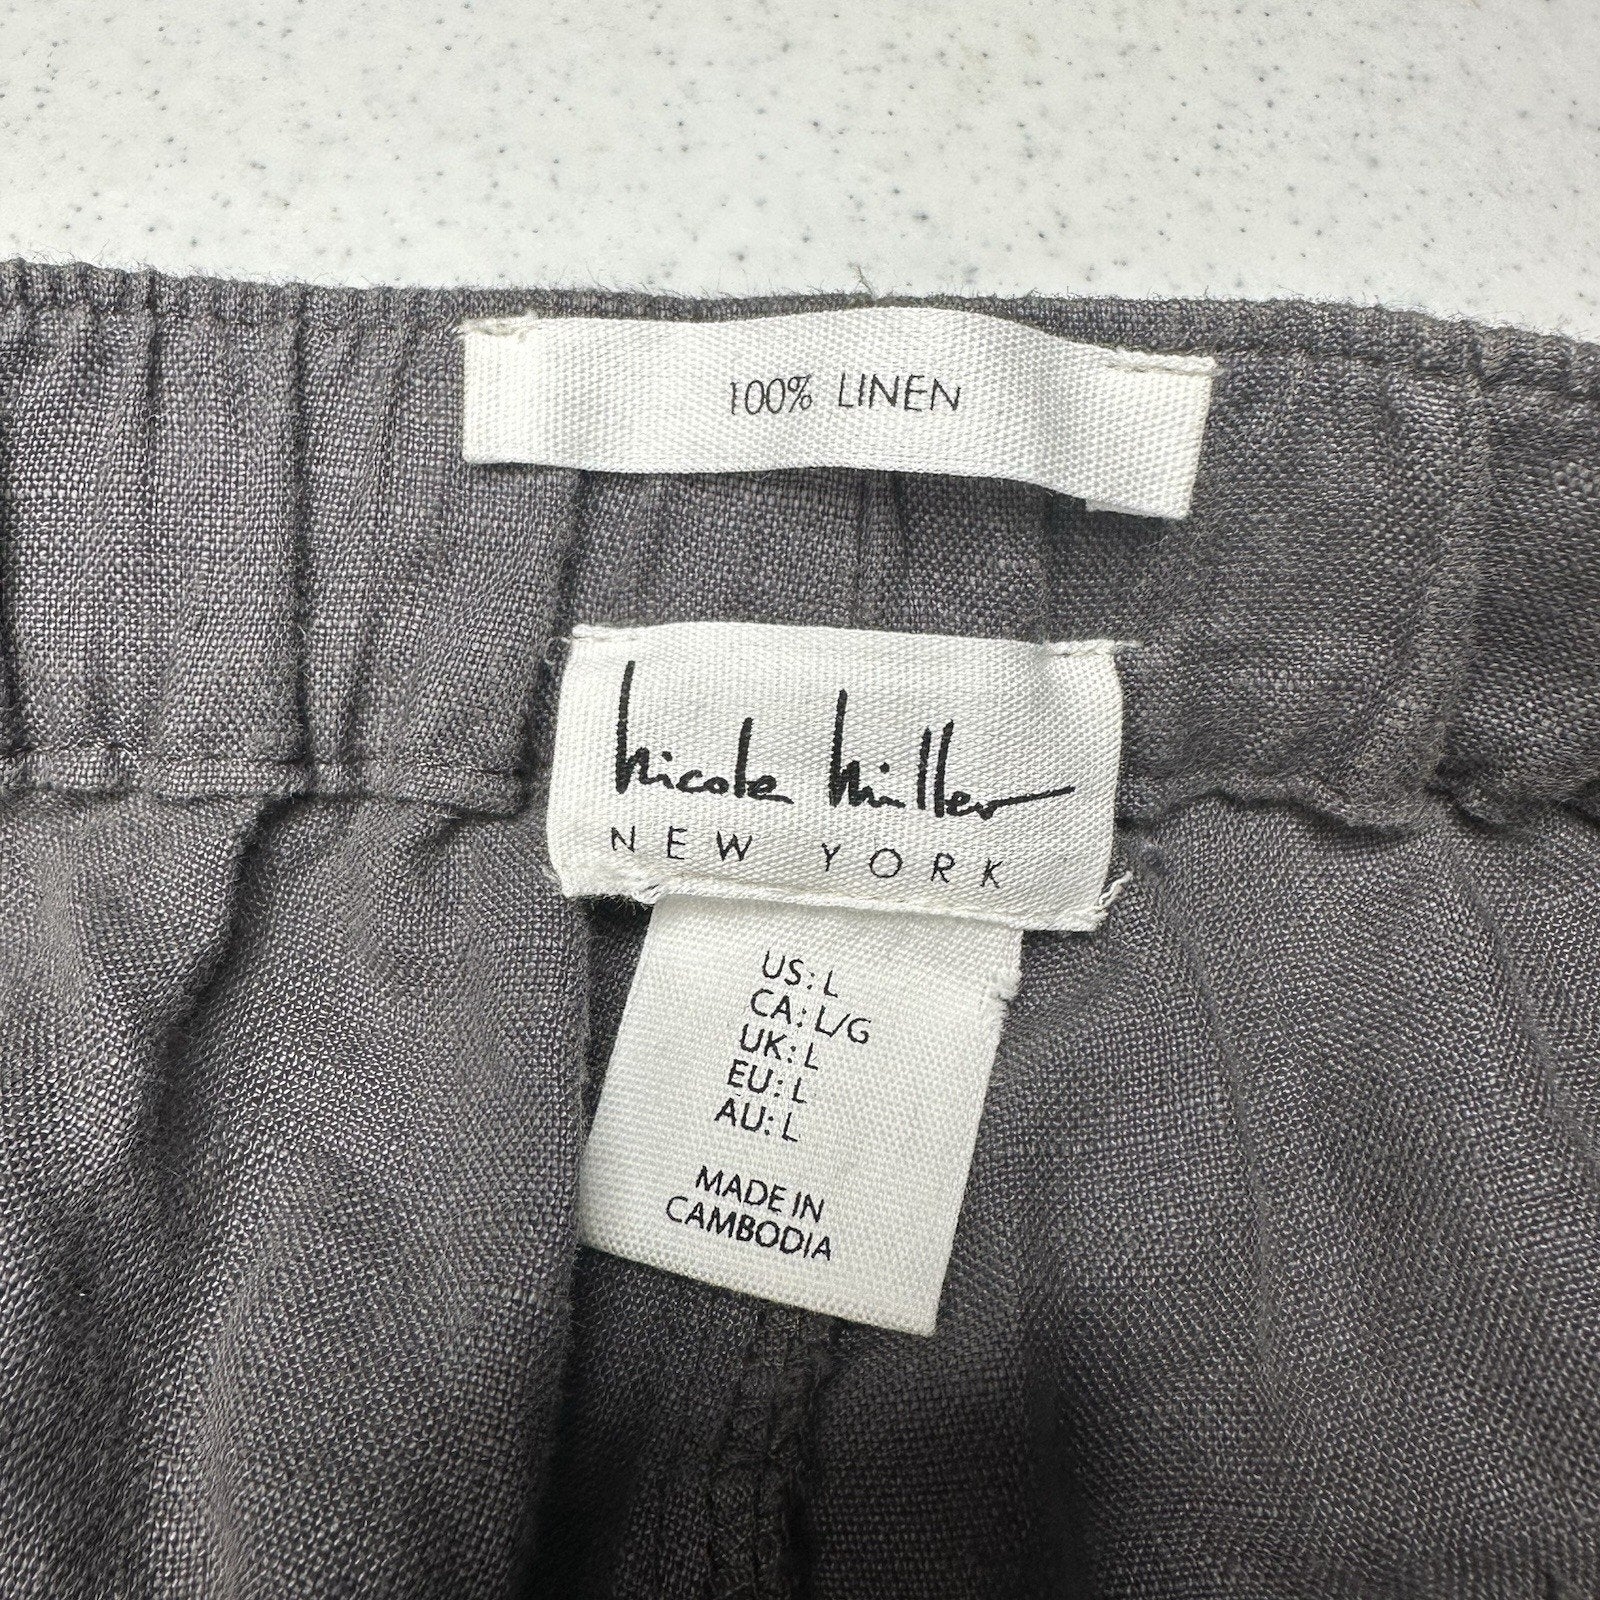 100% LINEN
nicole miller
NEW YORK
US: L
CA: L/G
UK: L
EU: L
AU: L
MADE IN
CAMBODIA